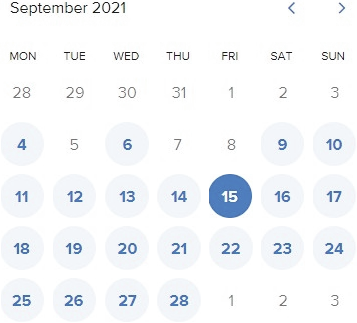 September 2021
MON TUE WED THU FRI SAT SUN
28 29 30 31 1 2 3
4 5 6 7 8 9 10
11 12 13 14 15 16 17
18 19 20 21 22 23 24
25 26 27 28 1 2 3